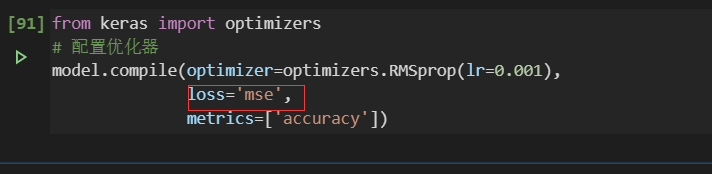 [91] from keras import optimizers
# 配置优化器
model.compile(optimizer=optimizers.RMSprop(lr=0.001),
loss='mse',
metrics=['accuracy'])